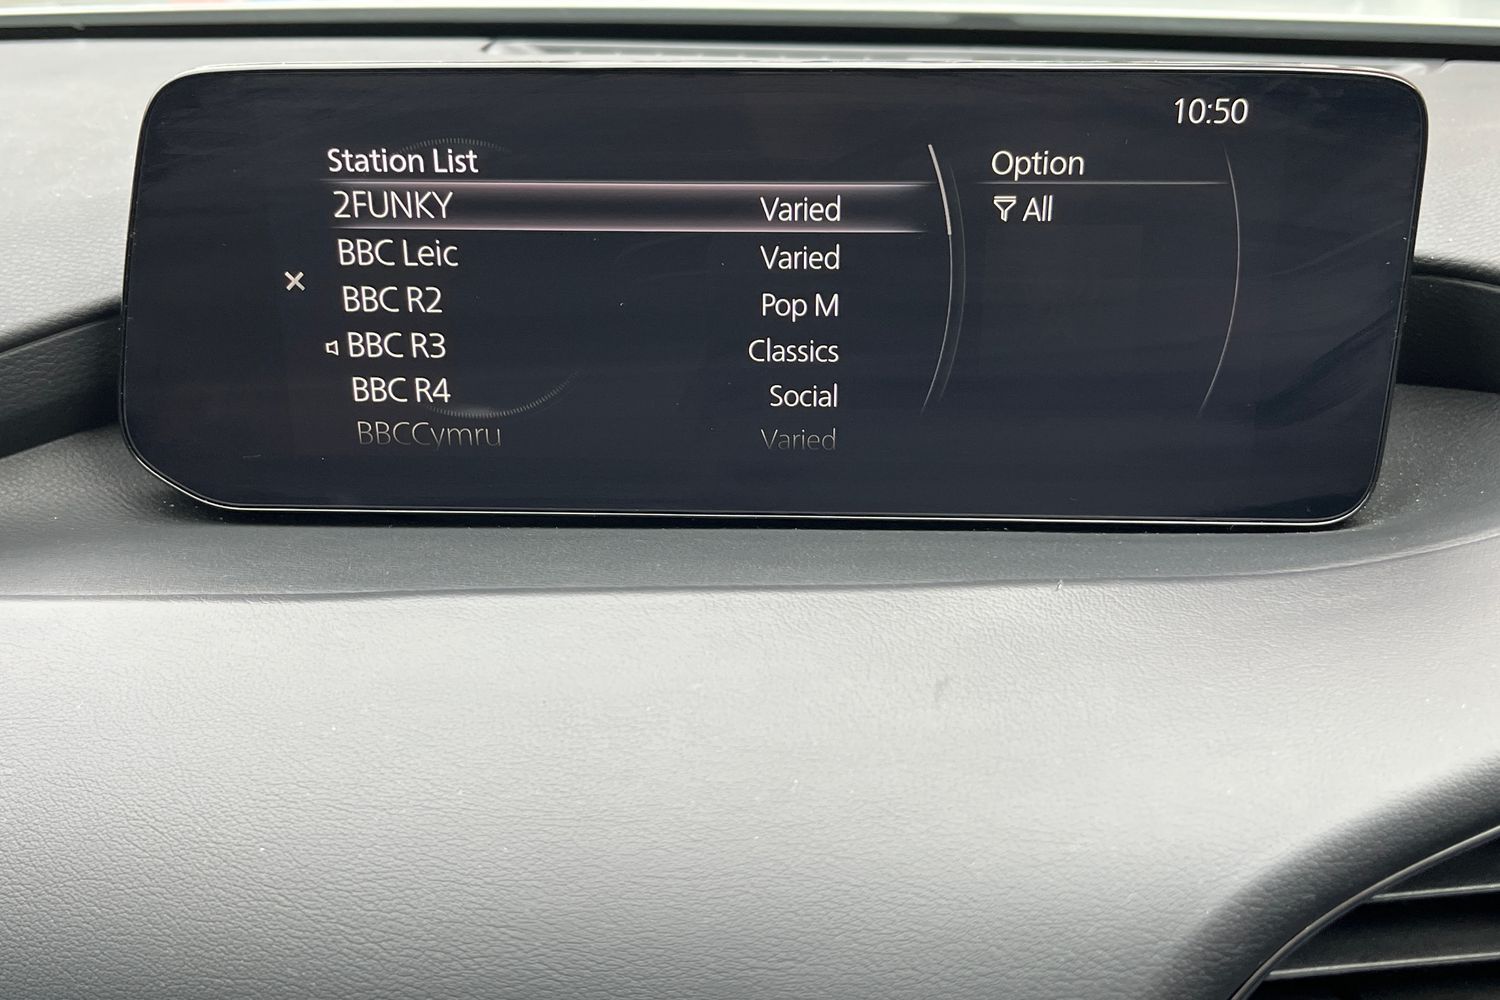 10:50
Station List
2FUNKY Varied
BBC Leic Varied
BBC R2 Pop M
BBC R3 Classics
BBC R4 Social
BBCCymru Varied
Option
All